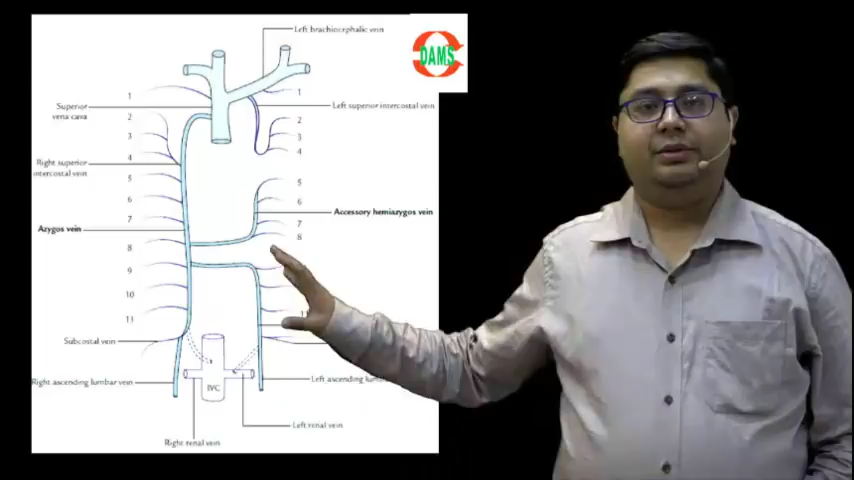 Left brachiocephalic vein
DAMS
1
1
Superior
vena cava
Left superior intercostal vein
2
2
3
3
4
4
Right superior
intercostal vein
5
5
6
6
Accessory hemiazygos vein
7
7
Azygos vein
8
8
9
10
11
Subcostal vein
Right ascending lumbar vein
IVC
Left ascending
Left renal vein
Right renal vein